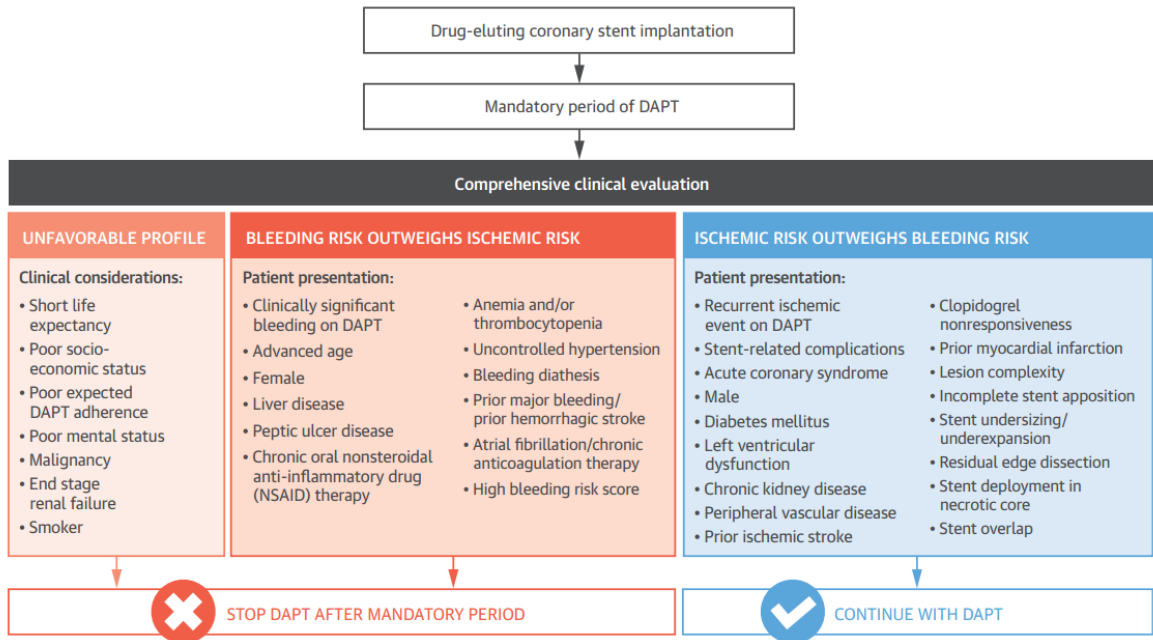 Drug-eluting coronary stent implantation
Mandatory period of DAPT
Comprehensive clinical evaluation
UNFAVORABLE PROFILE
Clinical considerations:
• Short life
expectancy
• Poor socio-
economic status
• Poor expected
DAPT adherence
• Poor mental status
• Malignancy
• End stage
renal failure
• Smoker
BLEEDING RISK OUTWEIGHS ISCHEMIC RISK
Patient presentation:
• Clinically significant
bleeding on DAPT
• Advanced age
• Female
• Liver disease
• Peptic ulcer disease
• Chronic oral nonsteroidal
anti-inflammatory drug
(NSAID) therapy
• Anemia and/or
thrombocytopenia
• Uncontrolled hypertension
• Bleeding diathesis
• Prior major bleeding/
prior hemorrhagic stroke
• Atrial fibrillation/chronic
anticoagulation therapy
• High bleeding risk score
ISCHEMIC RISK OUTWEIGHS BLEEDING RISK
Patient presentation:
• Recurrent ischemic
event on DAPT
• Stent-related complications
• Acute coronary syndrome
• Male
• Diabetes mellitus
• Left ventricular
dysfunction
• Chronic kidney disease
• Peripheral vascular disease
• Prior ischemic stroke
• Clopidogrel
nonresponsiveness
• Prior myocardial infarction
• Lesion complexity
• Incomplete stent apposition
• Stent undersizing/
underexpansion
• Residual edge dissection
• Stent deployment in
necrotic core
• Stent overlap
STOP DAPT AFTER MANDATORY PERIOD
CONTINUE WITH DAPT